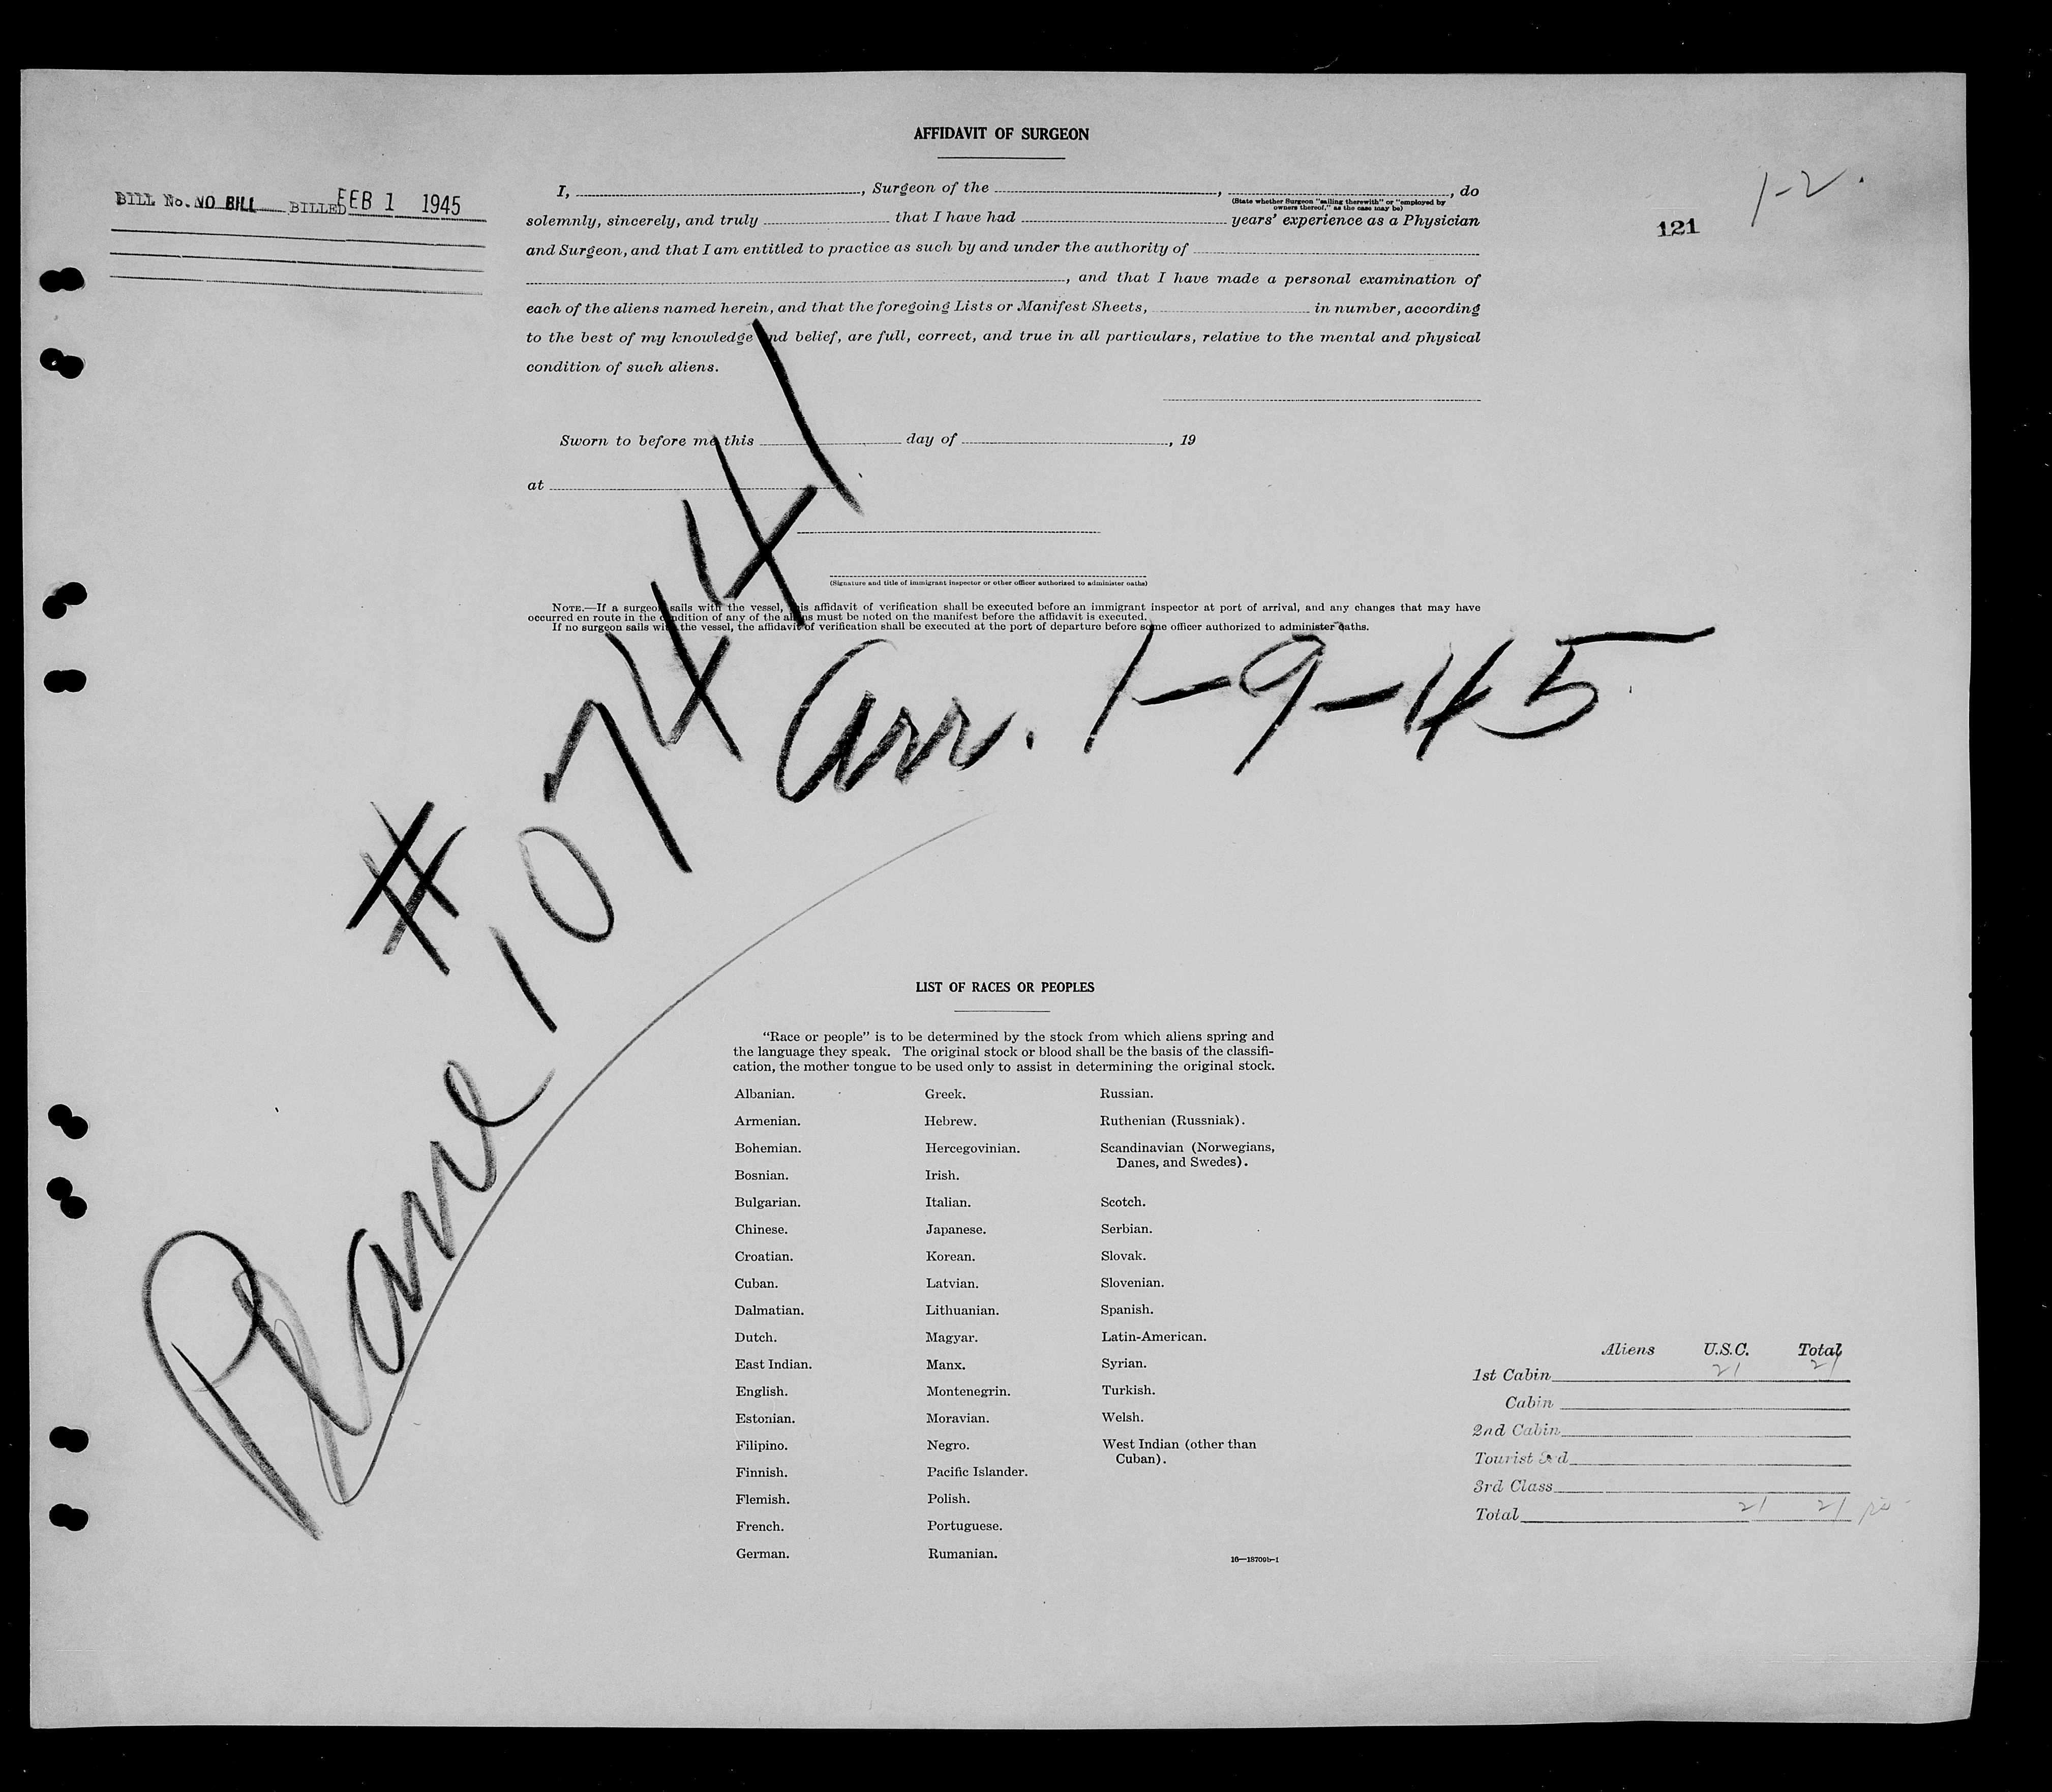 AFFIDAVIT OF SURGEON
BILL No. NO BILL BILLED FEB 1 1945
1-2.
121
I, , Surgeon of the , , do
(State whether Surgeon "sailing therewith" or "employed by
owners thereof," as the case may be)
solemnly, sincerely, and truly that I have had years' experience as a Physician
and Surgeon, and that I am entitled to practice as such by and under the authority of
, and that I have made a personal examination of
each of the aliens named herein, and that the foregoing Lists or Manifest Sheets, in number, according
to the best of my knowledge and belief, are full, correct, and true in all particulars, relative to the mental and physical
condition of such aliens.
Sworn to before me this day of , 19
at
(Signature and title of immigrant inspector or other officer authorized to administer oaths)
NOTE.—If a surgeon sails with the vessel, this affidavit of verification shall be executed before an immigrant inspector at port of arrival, and any changes that may have
occurred en route in the condition of any of the aliens must be noted on the manifest before the affidavit is executed.
If no surgeon sails with the vessel, the affidavit of verification shall be executed at the port of departure before some officer authorized to administer oaths.
Plane # 107441
Arr. 1-9-45
LIST OF RACES OR PEOPLES
"Race or people" is to be determined by the stock from which aliens spring and
the language they speak. The original stock or blood shall be the basis of the classifi-
cation, the mother tongue to be used only to assist in determining the original stock.
Albanian.
Armenian.
Bohemian.
Bosnian.
Bulgarian.
Chinese.
Croatian.
Cuban.
Dalmatian.
Dutch.
East Indian.
English.
Estonian.
Filipino.
Finnish.
Flemish.
French.
German.
Greek.
Hebrew.
Hercegovinian.
Irish.
Italian.
Japanese.
Korean.
Latvian.
Lithuanian.
Magyar.
Manx.
Montenegrin.
Moravian.
Negro.
Pacific Islander.
Polish.
Portuguese.
Rumanian.
Russian.
Ruthenian (Russniak).
Scandinavian (Norwegians,
Danes, and Swedes).
Scotch.
Serbian.
Slovak.
Slovenian.
Spanish.
Latin-American.
Syrian.
Turkish.
Welsh.
West Indian (other than
Cuban).
16—18709b-1
Aliens U.S.C. Total
1st Cabin 21 21
Cabin
2nd Cabin
Tourist 3rd
3rd Class
Total 21 21